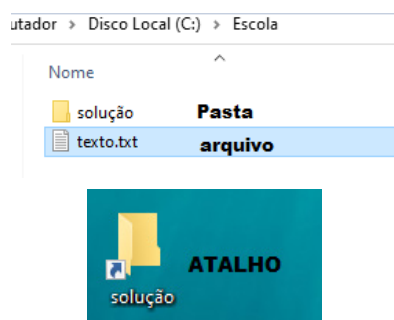 utador > Disco Local (C:) > Escola
Nome
solução Pasta
texto.txt arquivo
ATALHO
solução